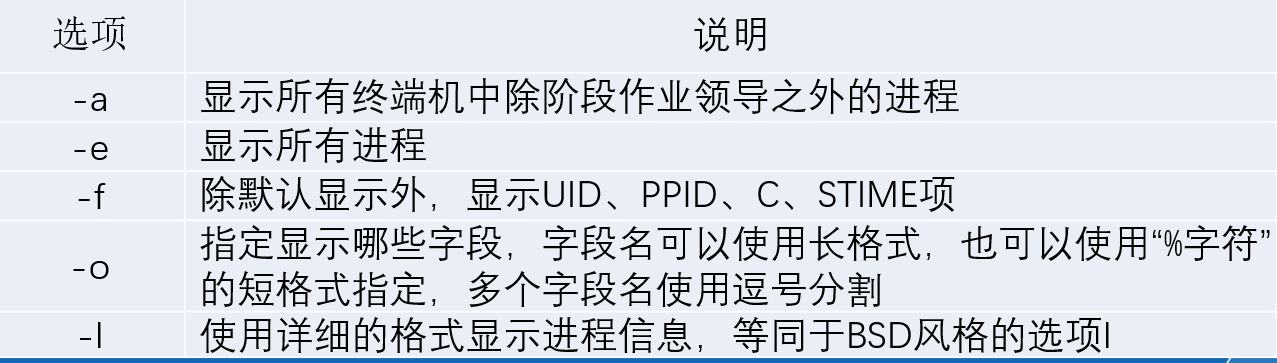 选项 说明
-a 显示所有终端机中除阶段作业领导之外的进程
-e 显示所有进程
-f 除默认显示外，显示UID、PPID、C、STIME项
-o 指定显示哪些字段，字段名可以使用长格式，也可以使用“%字符”
的短格式指定，多个字段名使用逗号分割
-l 使用详细的格式显示进程信息，等同于BSD风格的选项l